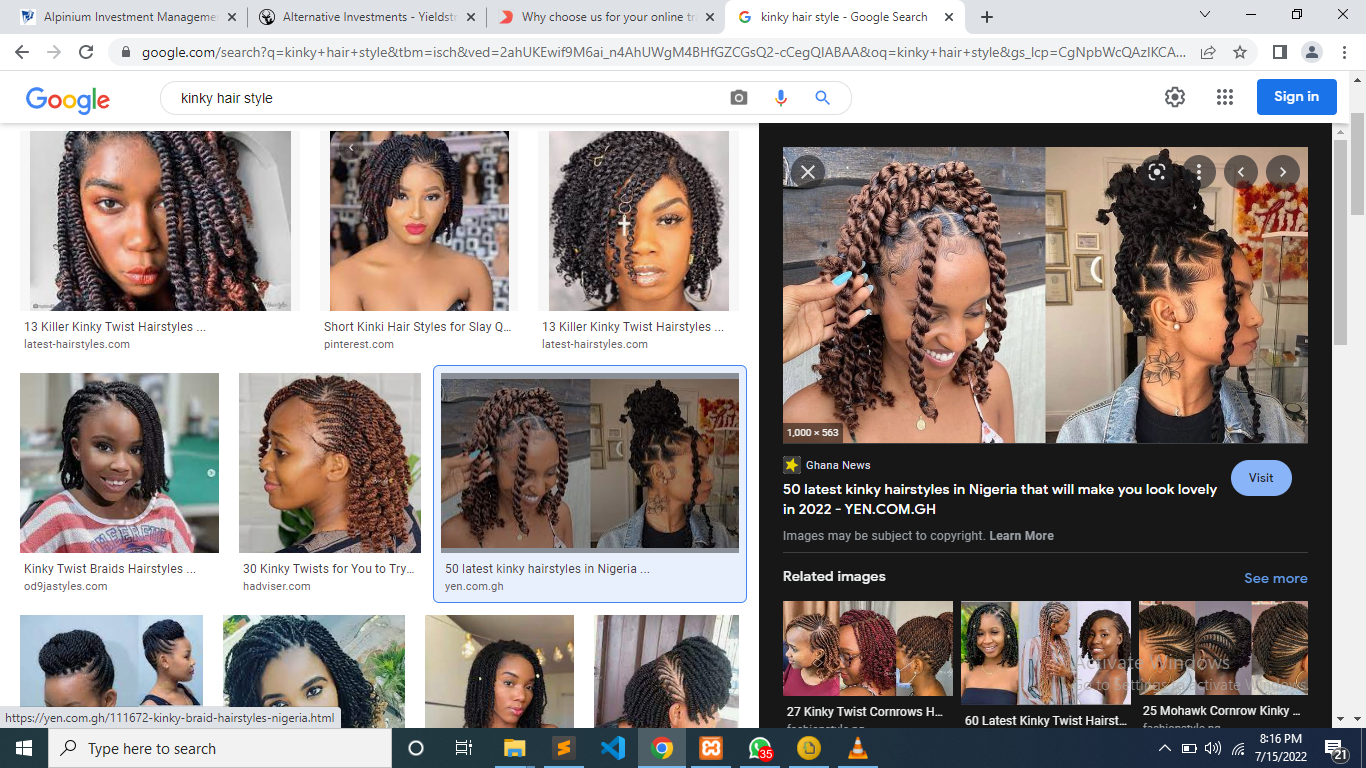 Alpinium Investment Manageme
Alternative Investments - Yieldstr
Why choose us for your online tr
kinky hair style - Google Search
google.com/search?q=kinky+hair+style&tbm=isch&ved=2ahUKEwif9M6ai_n4AhUWgM4BHfGZCGsQ2-cCegQIABAA&oq=kinky+hair+style&gs_lcp=CgNpbWcQAzIKCA...
Google
kinky hair style
Sign in
13 Killer Kinky Twist Hairstyles ...
latest-hairstyles.com
Short Kinki Hair Styles for Slay Q...
pinterest.com
13 Killer Kinky Twist Hairstyles ...
latest-hairstyles.com
Kinky Twist Braids Hairstyles ...
od9jastyles.com
30 Kinky Twists for You to Try...
hadviser.com
50 latest kinky hairstyles in Nigeria ...
yen.com.gh
1,000 × 563
Ghana News
50 latest kinky hairstyles in Nigeria that will make you look lovely
in 2022 - YEN.COM.GH
Visit
Images may be subject to copyright. Learn More
Related images
See more
27 Kinky Twist Cornrows H...
60 Latest Kinky Twist Hairst...
25 Mohawk Cornrow Kinky ...
Activate Windows
Go to Settings to activate Windows.
https://yen.com.gh/111672-kinky-braid-hairstyles-nigeria.html
Type here to search
35
8:16 PM
7/15/2022
21